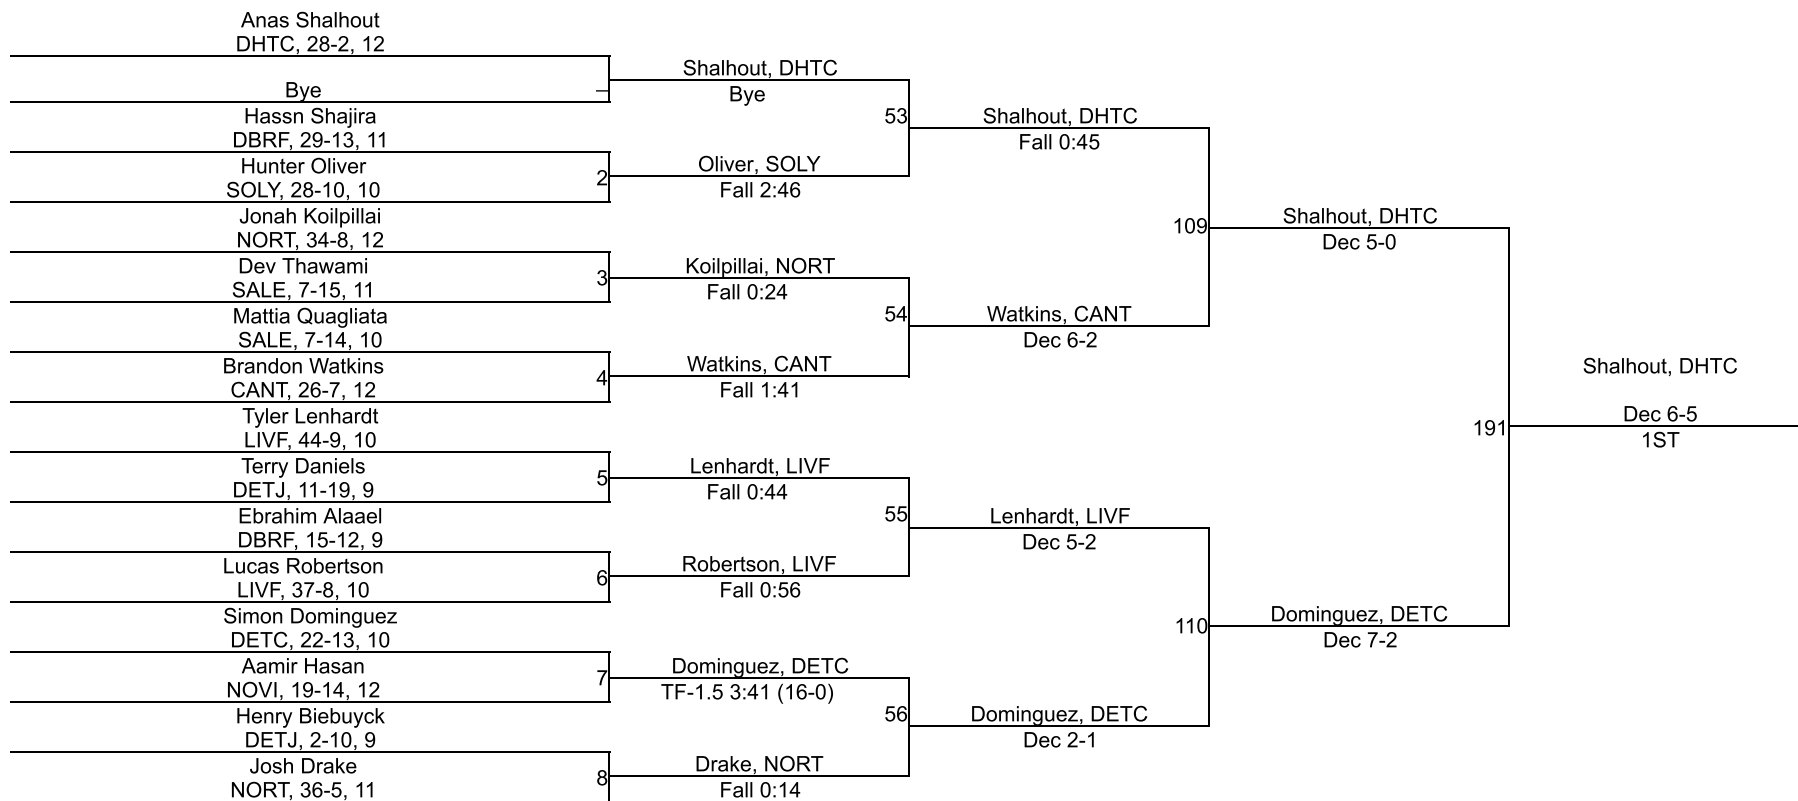 Anas Shalhout
DHTC, 28-2, 12
Bye
Hassn Shajira
DBRF, 29-13, 11
Hunter Oliver
SOLY, 28-10, 10
Jonah Koilpillai
NORT, 34-8, 12
Dev Thawami
SALE, 7-15, 11
Mattia Quagliata
SALE, 7-14, 10
Brandon Watkins
CANT, 26-7, 12
Tyler Lenhardt
LIVF, 44-9, 10
Terry Daniels
DETJ, 11-19, 9
Ebrahim Alaael
DBRF, 15-12, 9
Lucas Robertson
LIVF, 37-8, 10
Simon Dominguez
DETC, 22-13, 10
Aamir Hasan
NOVI, 19-14, 12
Henry Biebuyck
DETJ, 2-10, 9
Josh Drake
NORT, 36-5, 11
–
2
3
4
5
6
7
8
Shalhout, DHTC
Bye
Oliver, SOLY
Fall 2:46
Koilpillai, NORT
Fall 0:24
Watkins, CANT
Fall 1:41
Lenhardt, LIVF
Fall 0:44
Robertson, LIVF
Fall 0:56
Dominguez, DETC
TF-1.5 3:41 (16-0)
Drake, NORT
Fall 0:14
53
54
55
56
Shalhout, DHTC
Fall 0:45
Watkins, CANT
Dec 6-2
Lenhardt, LIVF
Dec 5-2
Dominguez, DETC
Dec 2-1
109
110
Shalhout, DHTC
Dec 5-0
Dominguez, DETC
Dec 7-2
191
Shalhout, DHTC
Dec 6-5
1ST